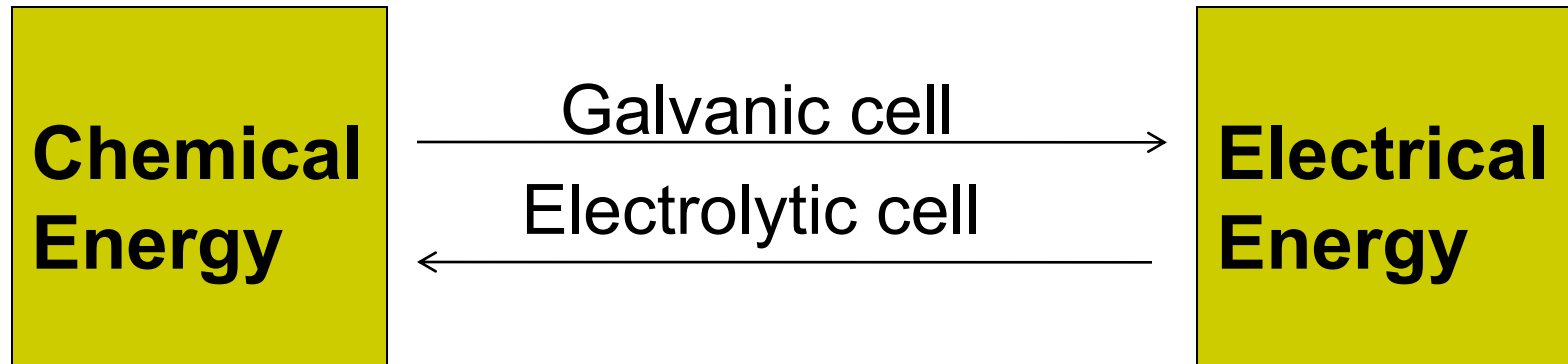 Chemical
Energy
Galvanic cell
Electrolytic cell
Electrical
Energy